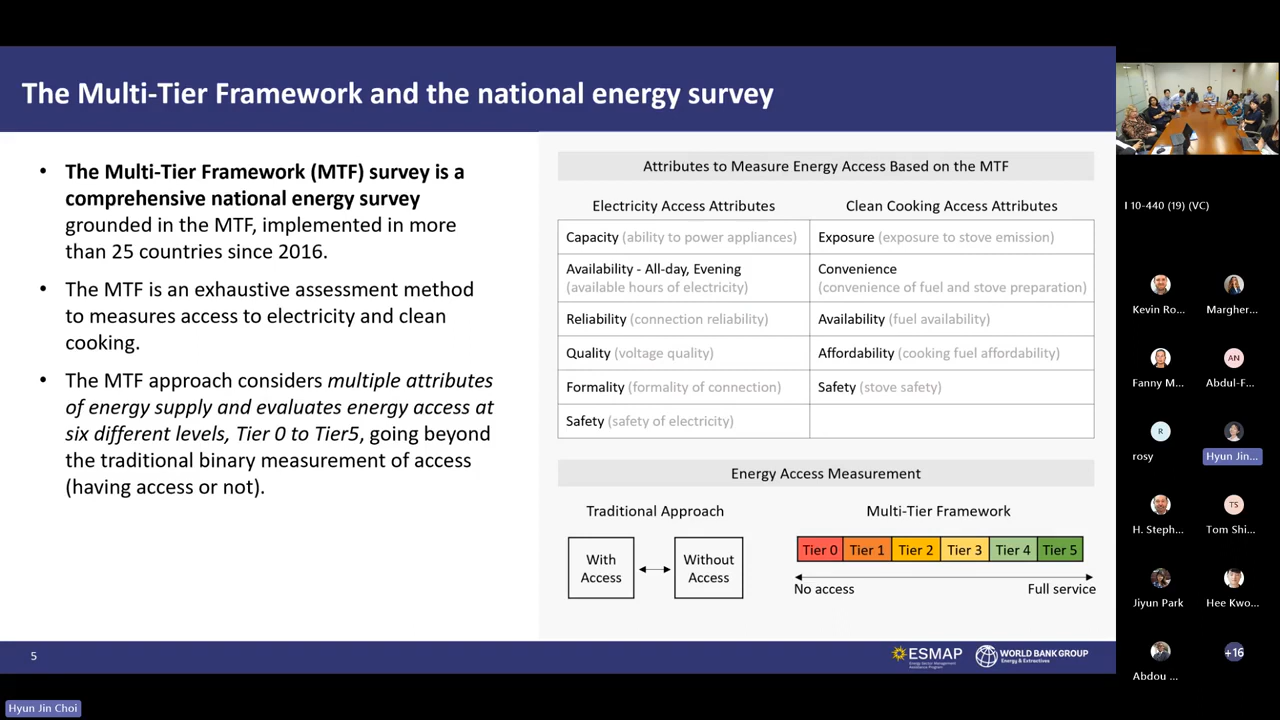 The Multi-Tier Framework and the national energy survey
• The Multi-Tier Framework (MTF) survey is a
comprehensive national energy survey
grounded in the MTF, implemented in more
than 25 countries since 2016.
• The MTF is an exhaustive assessment method
to measures access to electricity and clean
cooking.
• The MTF approach considers multiple attributes
of energy supply and evaluates energy access at
six different levels, Tier 0 to Tier5, going beyond
the traditional binary measurement of access
(having access or not).
Attributes to Measure Energy Access Based on the MTF
Electricity Access Attributes
Clean Cooking Access Attributes
Capacity (ability to power appliances)
Exposure (exposure to stove emission)
Availability - All-day, Evening
(available hours of electricity)
Convenience
(convenience of fuel and stove preparation)
Reliability (connection reliability)
Availability (fuel availability)
Quality (voltage quality)
Affordability (cooking fuel affordability)
Formality (formality of connection)
Safety (stove safety)
Safety (safety of electricity)
Energy Access Measurement
Traditional Approach
Multi-Tier Framework
With
Access
Without
Access
Tier 0 Tier 1 Tier 2 Tier 3 Tier 4 Tier 5
No access
Full service
5
ESMAP
Energy Sector Management
Assistance Program
WORLD BANK GROUP
Energy & Extractives
I 10-440 (19) (VC)
Kevin Ro...
Margher...
Fanny M...
AN
Abdul-F...
R
rosy
Hyun Jin...
H. Steph...
TS
Tom Shi...
Jiyun Park
Hee Kwo...
Abdou ...
+16
Hyun Jin Choi